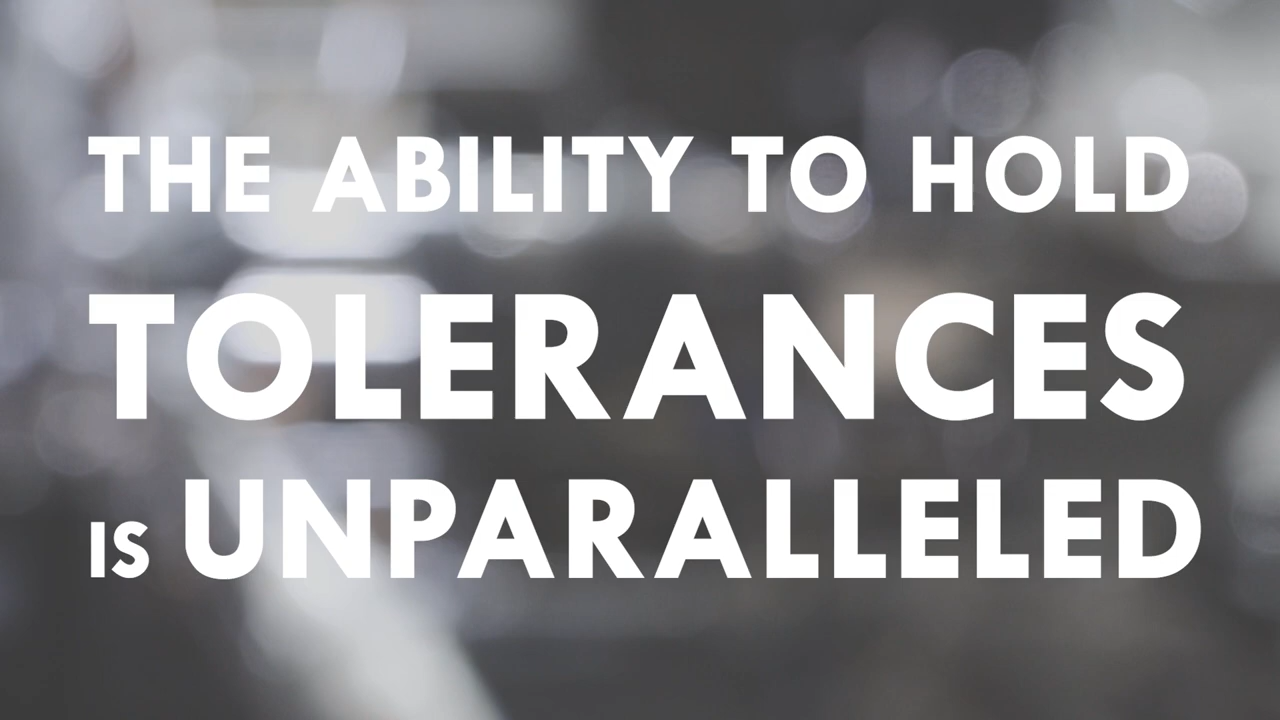 THE ABILITY TO HOLD
TOLERANCES
IS UNPARALLELED